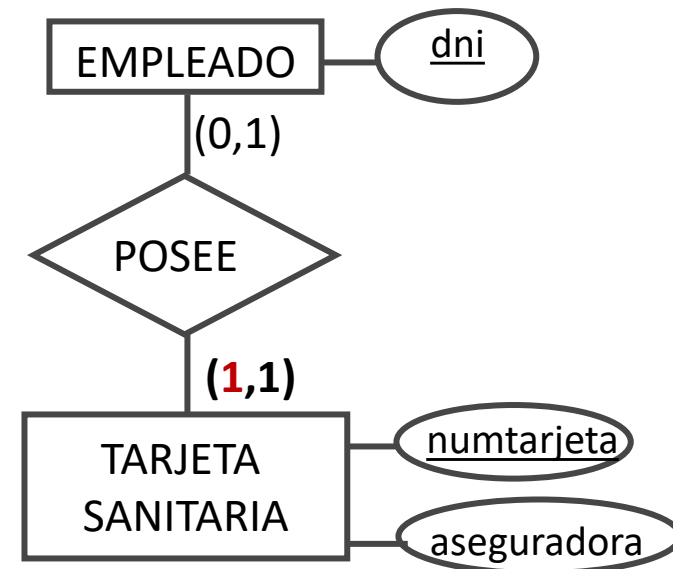 EMPLEADO
dni
(0,1)
POSEE
(1,1)
TARJETA
SANITARIA
numtarjeta
aseguradora